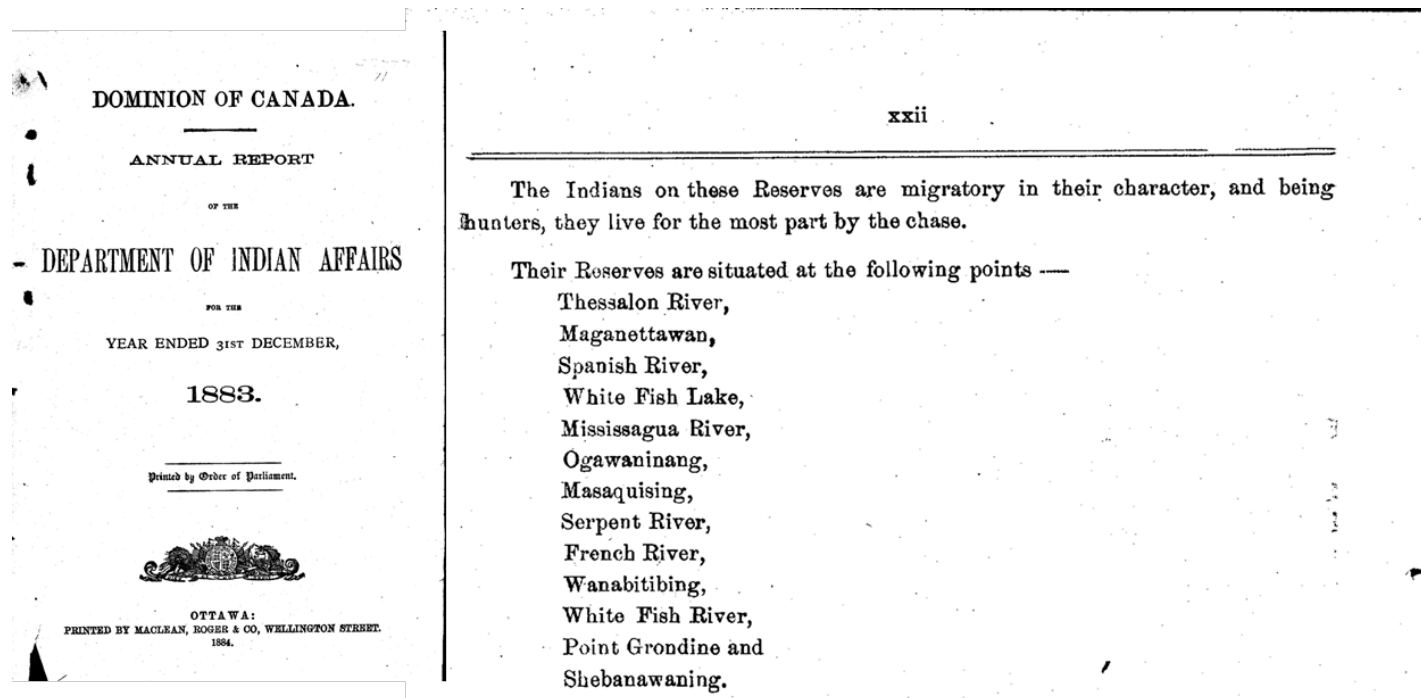 DOMINION OF CANADA.
ANNUAL REPORT
OF THE
DEPARTMENT OF INDIAN AFFAIRS
FOR THE
YEAR ENDED 31ST DECEMBER,
1883.
Printed by Order of Parliament.
OTTAWA:
PRINTED BY MACLEAN, ROGER & CO, WELLINGTON STREET.
1884.
xxii
The Indians on these Reserves are migratory in their character, and being
hunters, they live for the most part by the chase.
Their Reserves are situated at the following points —
Thessalon River,
Maganettawan,
Spanish River,
White Fish Lake,
Mississagua River,
Ogawaninang,
Masaquising,
Serpent River,
French River,
Wanabitibing,
White Fish River,
Point Grondine and
Shebanawaning.